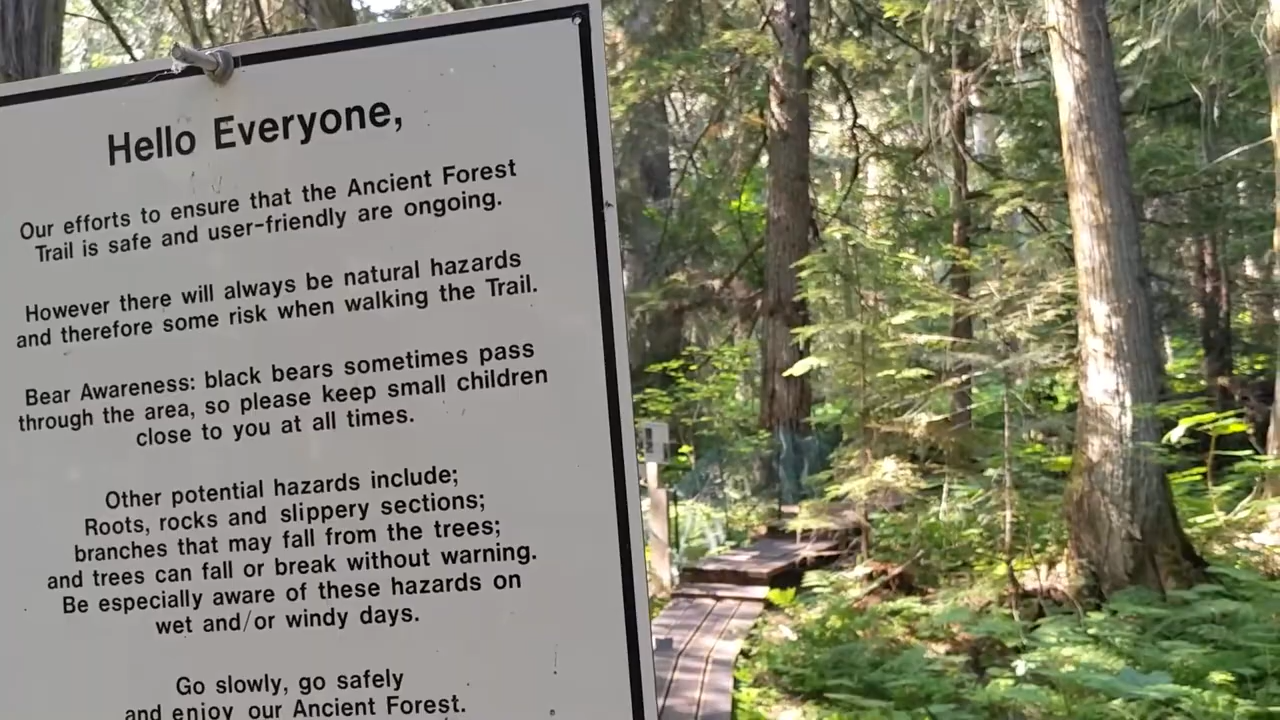 Hello Everyone,
Our efforts to ensure that the Ancient Forest
Trail is safe and user-friendly are ongoing.
However there will always be natural hazards
and therefore some risk when walking the Trail.
Bear Awareness: black bears sometimes pass
through the area, so please keep small children
close to you at all times.
Other potential hazards include;
Roots, rocks and slippery sections;
branches that may fall from the trees;
and trees can fall or break without warning.
Be especially aware of these hazards on
wet and/or windy days.
Go slowly, go safely
and enjoy our Ancient Forest.